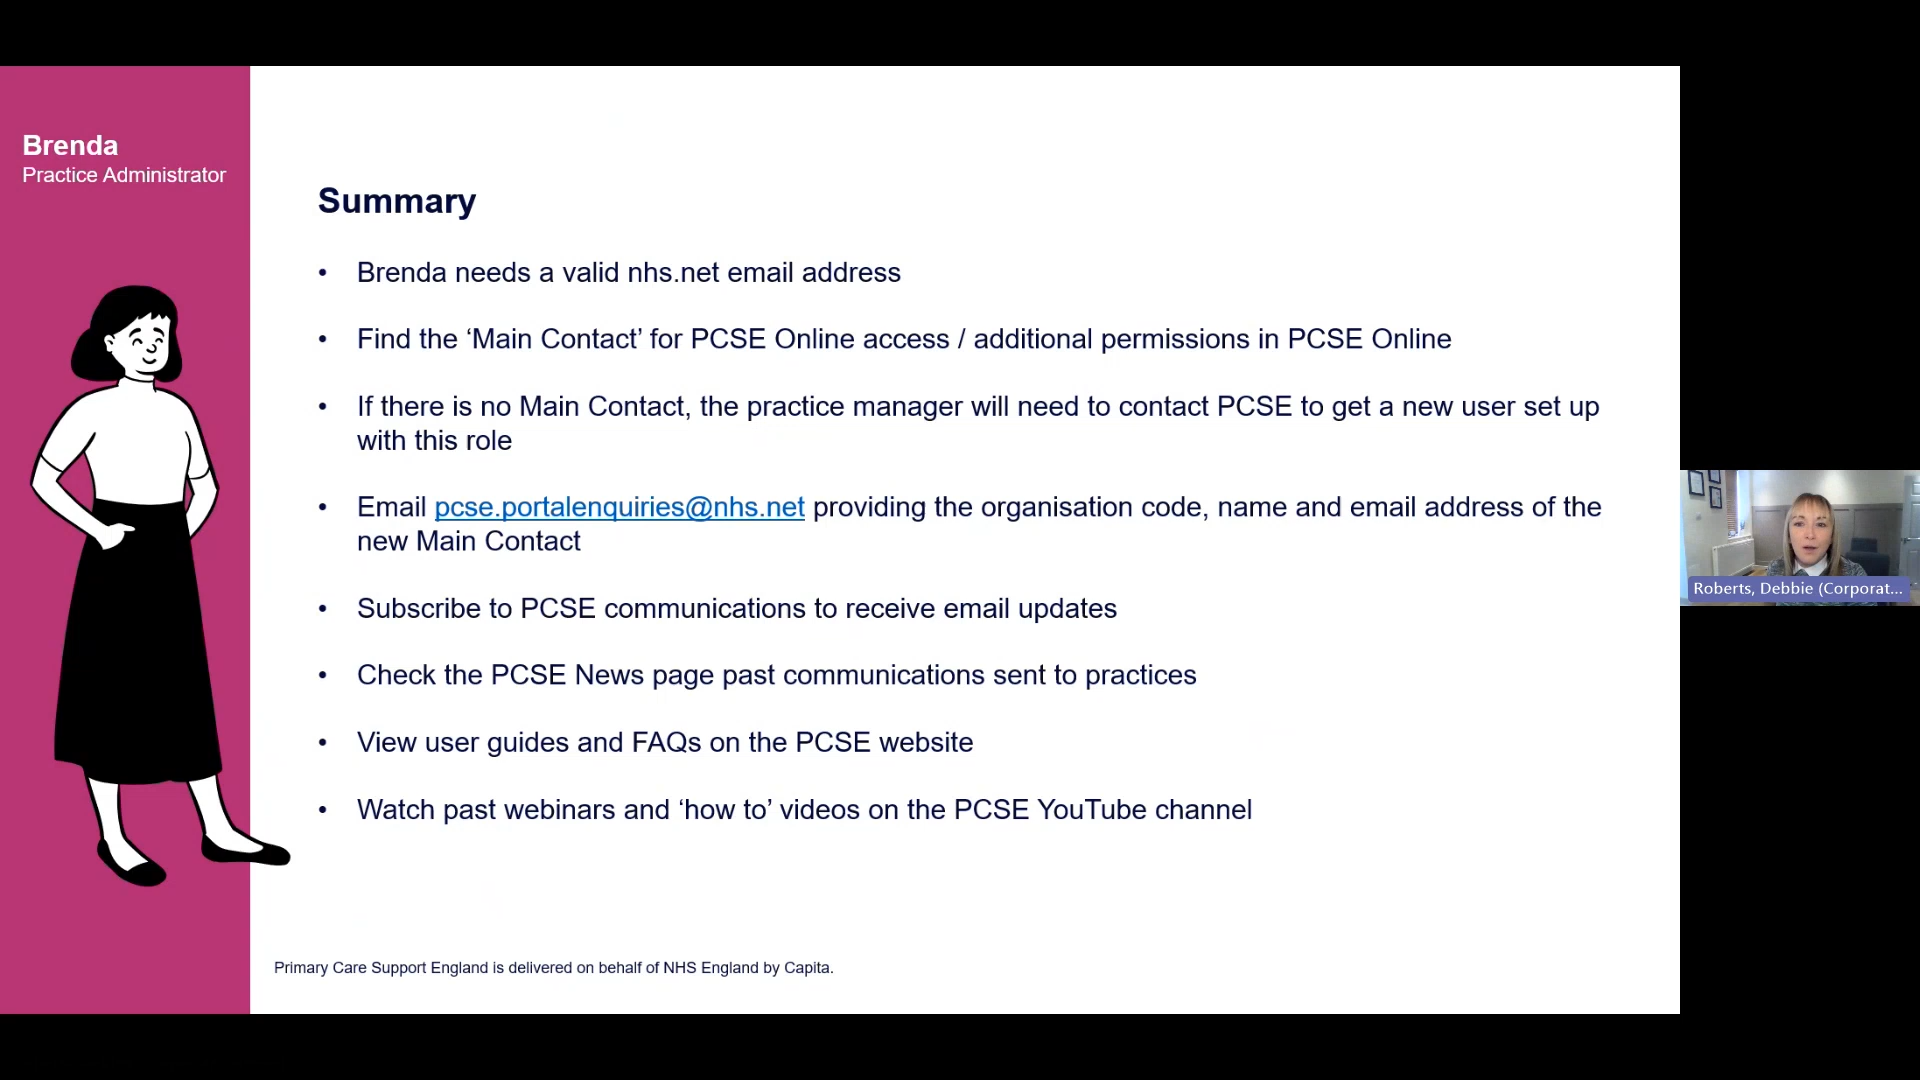 Brenda
Practice Administrator
Summary
• Brenda needs a valid nhs.net email address
• Find the ‘Main Contact’ for PCSE Online access / additional permissions in PCSE Online
• If there is no Main Contact, the practice manager will need to contact PCSE to get a new user set up
with this role
• Email pcse.portalenquiries@nhs.net providing the organisation code, name and email address of the
new Main Contact
• Subscribe to PCSE communications to receive email updates
• Check the PCSE News page past communications sent to practices
• View user guides and FAQs on the PCSE website
• Watch past webinars and ‘how to’ videos on the PCSE YouTube channel
Primary Care Support England is delivered on behalf of NHS England by Capita.
Roberts, Debbie (Corporat...